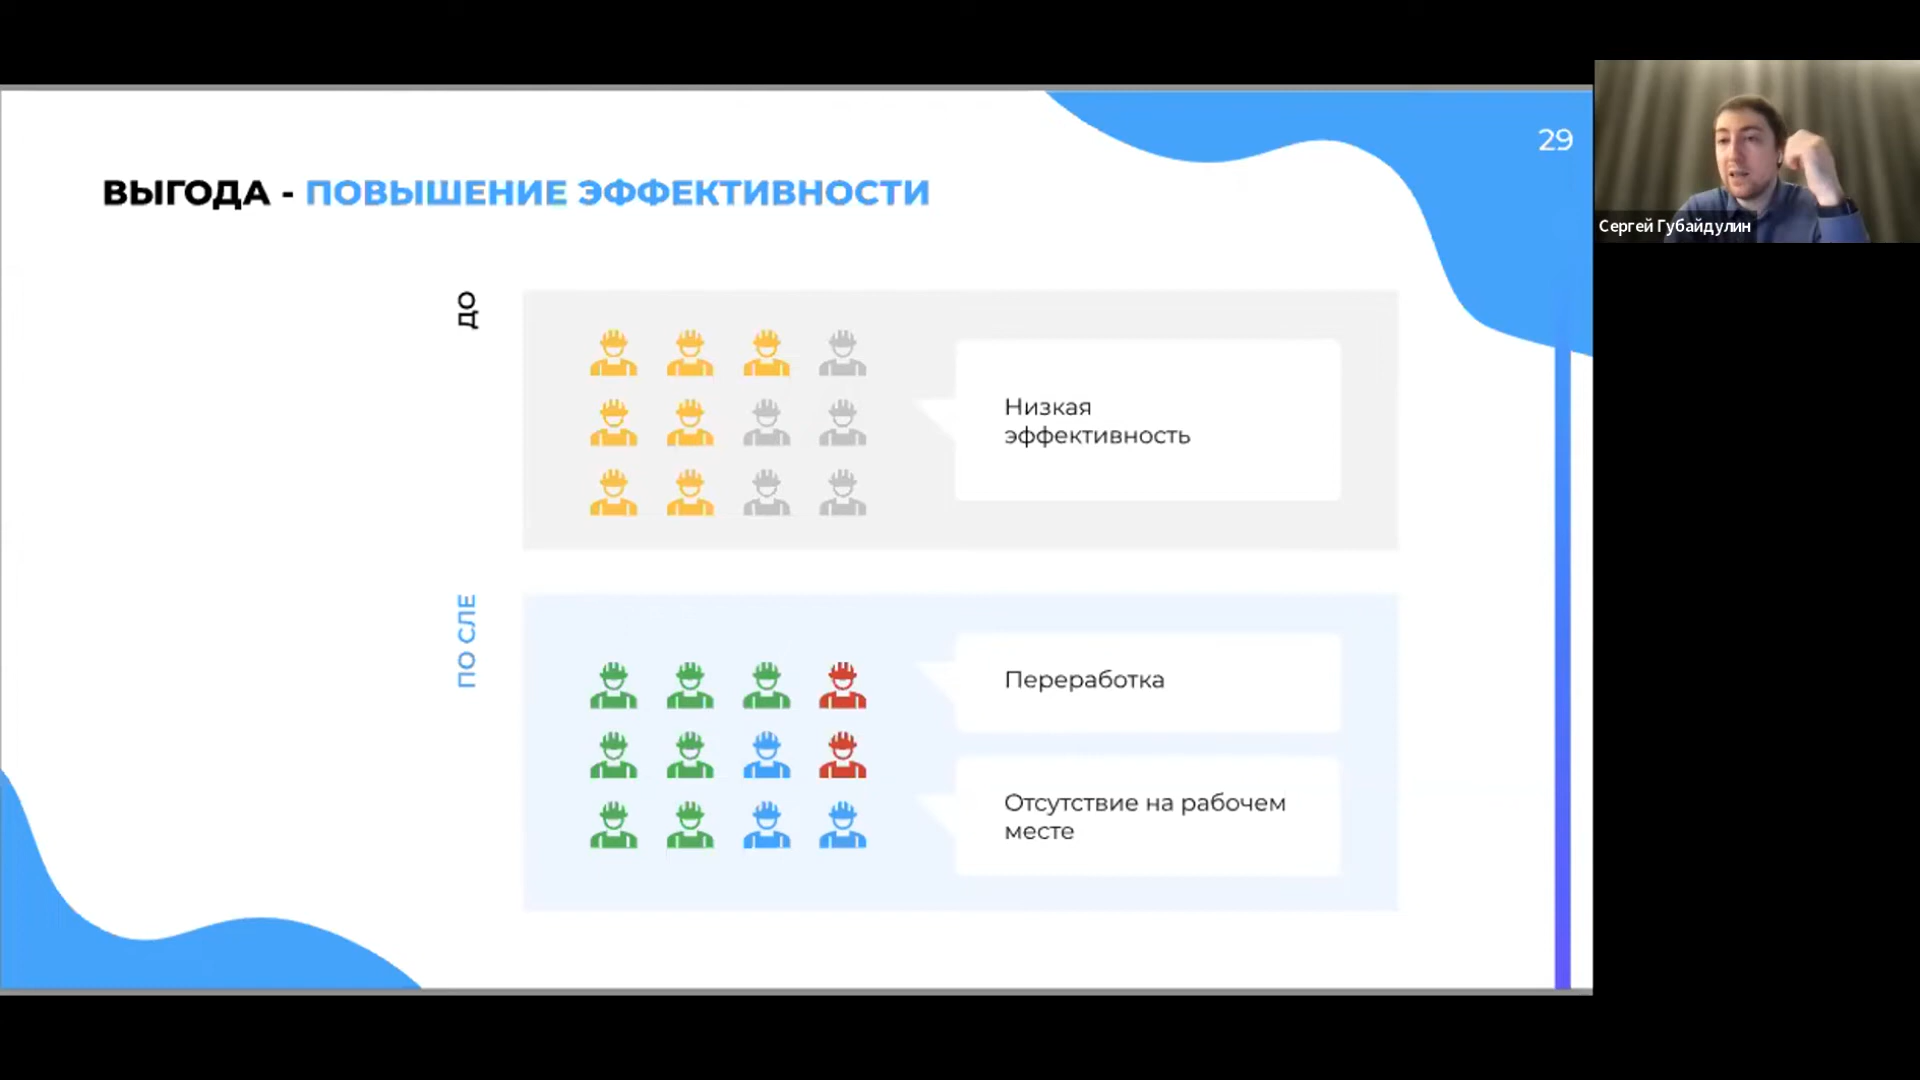 29
ВЫГОДА - ПОВЫШЕНИЕ ЭФФЕКТИВНОСТИ
ДО
Низкая
эффективность
ПО СЛЕ
Переработка
Отсутствие на рабочем
месте
Сергей Губайдулин